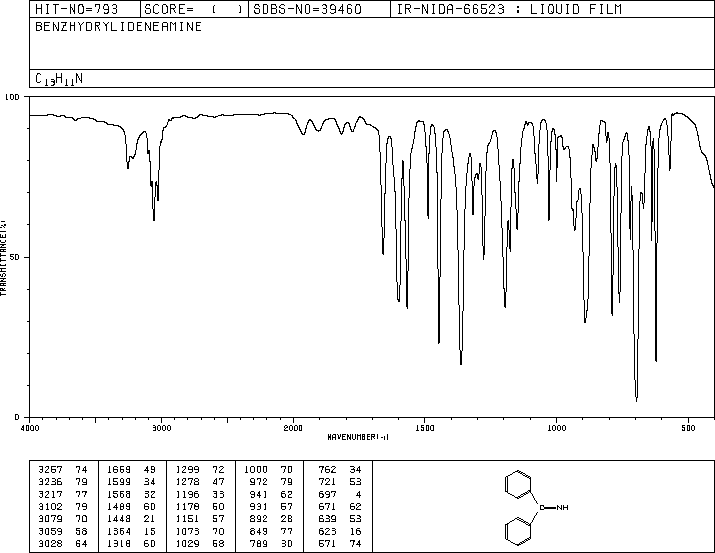 HIT-NO=793 SCORE= ( ) SDBS-NO=39460 IR-NIDA-66523 : LIQUID FILM
BENZHYDRYLIDENEAMINE
C13H11N
100
50
0
TRANSMITTANCE(%)
4000 3000 2000 1500 1000 500
WAVENUMBER(-1)
3257 74 1659 49 1299 72 1000 70 762 34
3236 79 1599 34 1278 47 972 79 721 53
3217 77 1568 32 1196 33 941 62 697 4
3102 79 1489 60 1178 50 931 57 671 62
3079 70 1448 21 1151 57 892 28 639 53
3059 58 1364 15 1073 70 849 77 623 16
3028 64 1318 60 1029 58 789 30 571 74
C NH